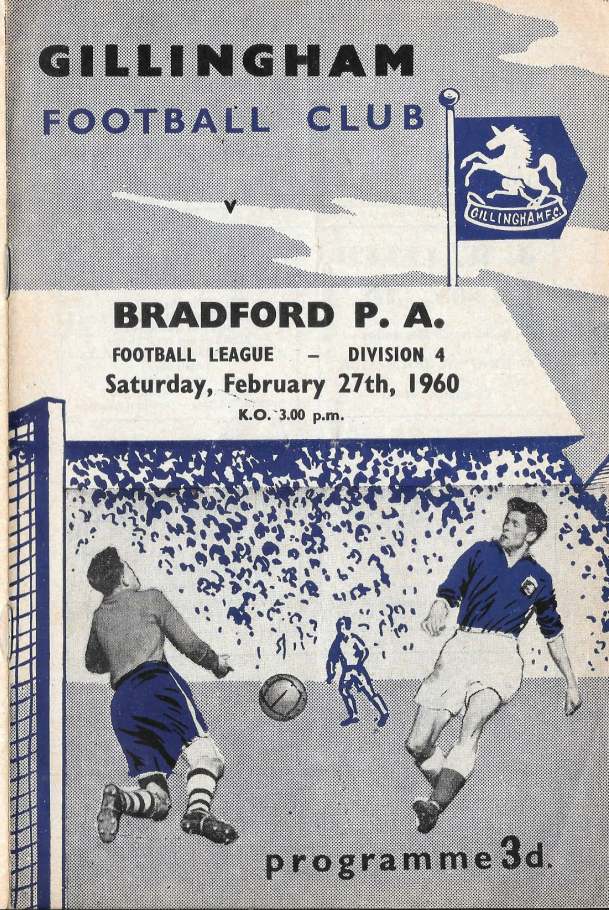 GILLINGHAM
FOOTBALL CLUB
GILLINGHAM F.C.
v
BRADFORD P. A.
FOOTBALL LEAGUE – DIVISION 4
Saturday, February 27th, 1960
K.O. 3.00 p.m.
programme 3d.